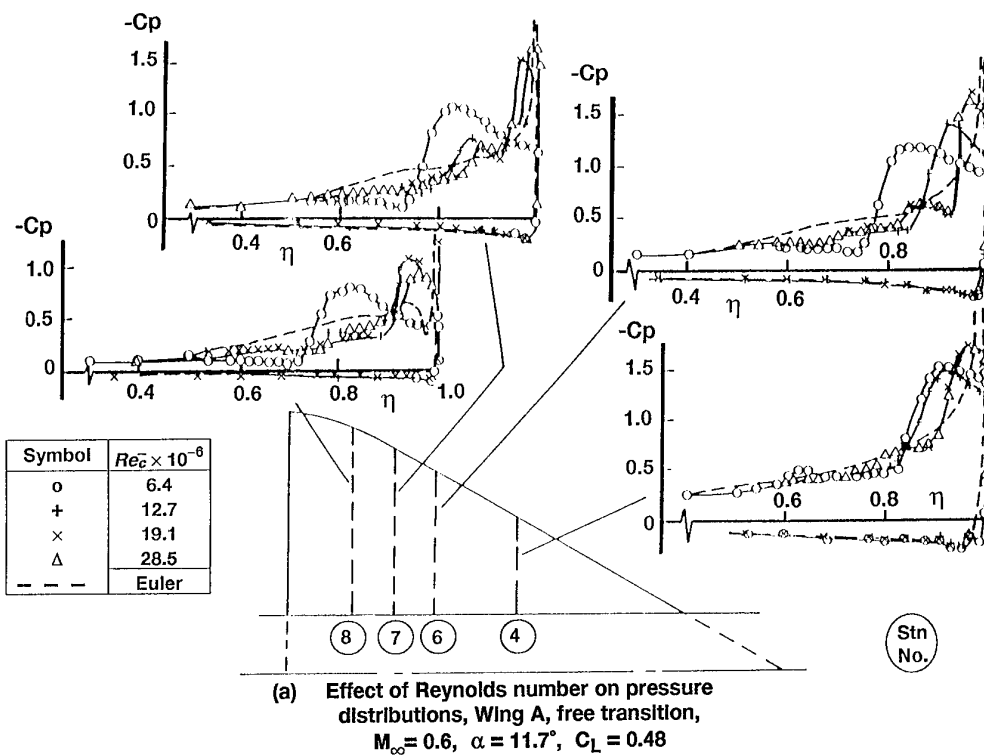 -Cp
1.5
1.0
0.5
0
0.4
η
0.6
0.8
-Cp
1.5
1.0
0.5
0
0.4
η
0.6
0.8
-Cp
1.0
0.5
0
0.4
0.6
0.8
η
1.0
-Cp
1.5
1.0
0.5
0
0.6
0.8
η
Symbol Rec̄ × 10⁻⁶
o 6.4
+ 12.7
× 19.1
Δ 28.5
– – – Euler
8 7 6 4
Stn
No.
(a) Effect of Reynolds number on pressure
distributions, Wing A, free transition,
M∞ = 0.6, α = 11.7°, CL = 0.48